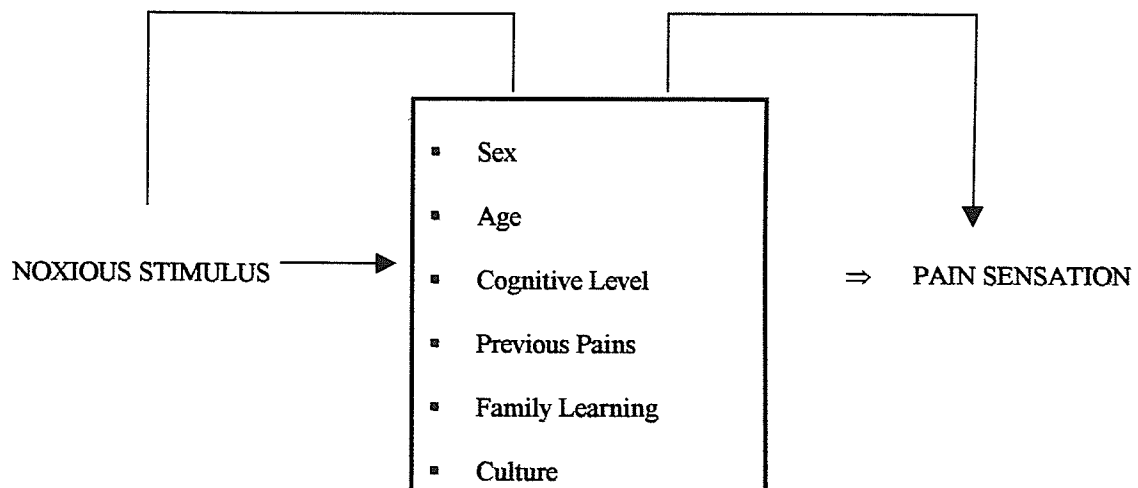 ▪ Sex
▪ Age
NOXIOUS STIMULUS
▪ Cognitive Level
⇒ PAIN SENSATION
▪ Previous Pains
▪ Family Learning
▪ Culture